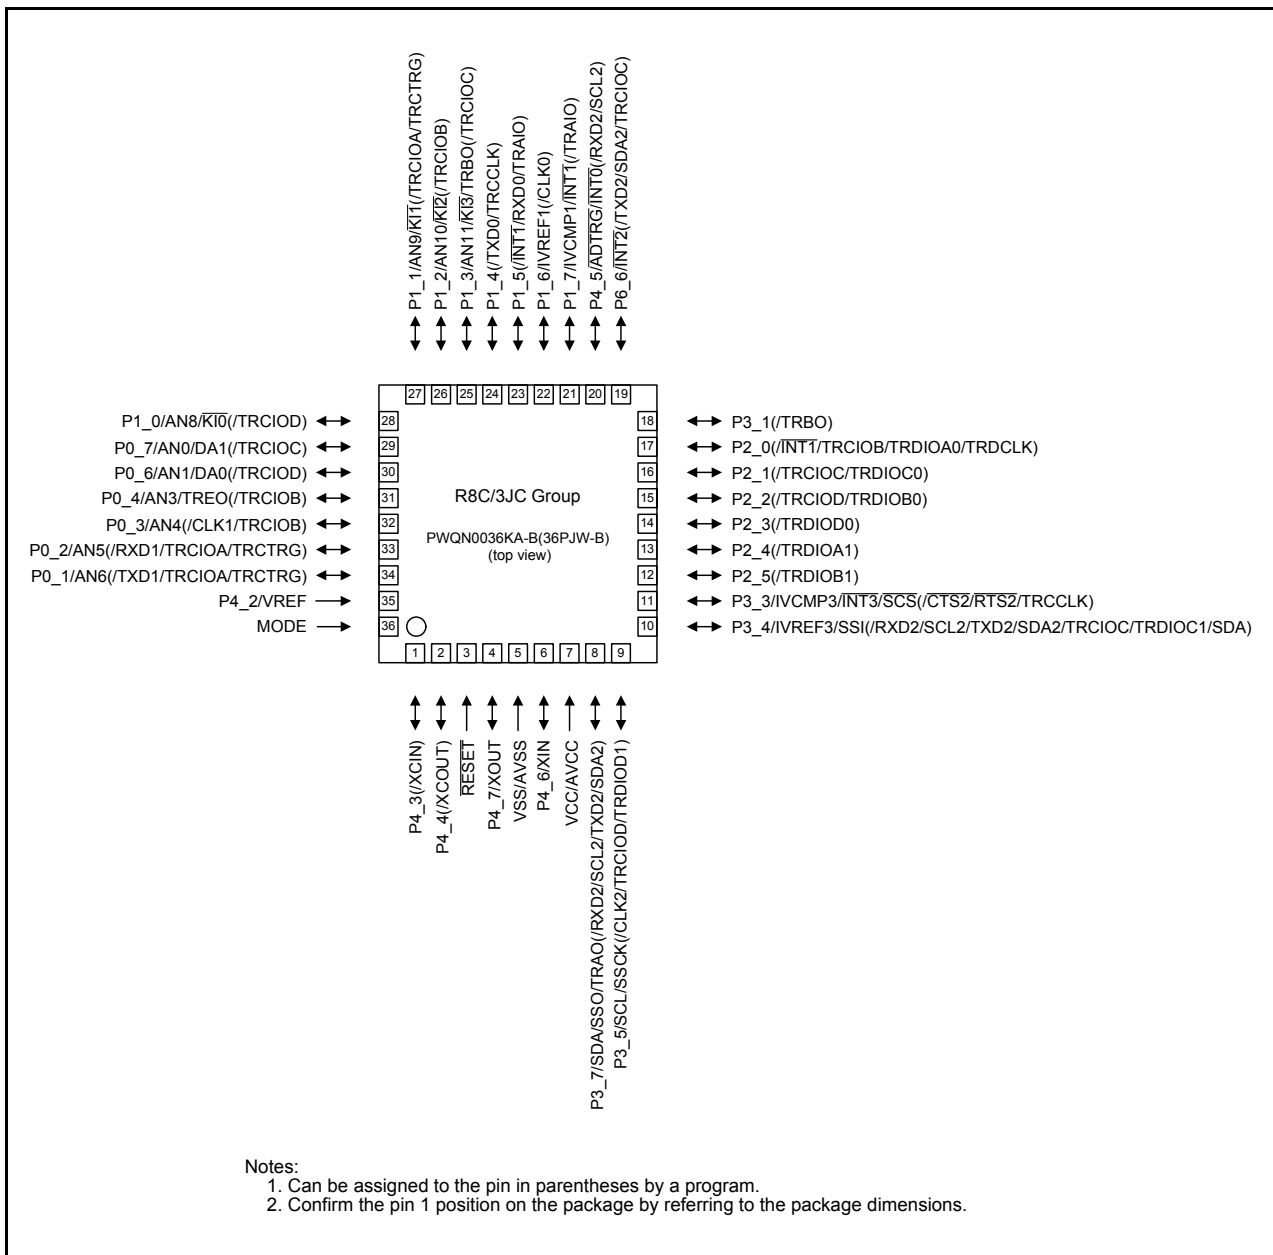 P1_1/AN9/KI1(/TRCIOA/TRCTRG)
P1_2/AN10/KI2(/TRCIOB)
P1_3/AN11/KI3/TRBO(/TRCIOC)
P1_4(/TXD0/TRCCLK)
P1_5(/INT1/RXD0/TRAIO)
P1_6/IVREF1(/CLK0)
P1_7/IVCMP1/INT1(/TRAIO)
P4_5/ADTRG/INT0(/RXD2/SCL2)
P6_6/INT2(/TXD2/SDA2/TRCIOC)
27 26 25 24 23 22 21 20 19
P1_0/AN8/KI0(/TRCIOD) 28
P0_7/AN0/DA1(/TRCIOC) 29
P0_6/AN1/DA0(/TRCIOD) 30
P0_4/AN3/TREO(/TRCIOB) 31
P0_3/AN4(/CLK1/TRCIOB) 32
P0_2/AN5(/RXD1/TRCIOA/TRCTRG) 33
P0_1/AN6(/TXD1/TRCIOA/TRCTRG) 34
P4_2/VREF 35
MODE 36
R8C/3JC Group
PWQN0036KA-B(36PJW-B)
(top view)
18 P3_1(/TRBO)
17 P2_0(/INT1/TRCIOB/TRDIOA0/TRDCLK)
16 P2_1(/TRCIOC/TRDIOC0)
15 P2_2(/TRCIOD/TRDIOB0)
14 P2_3(/TRDIOD0)
13 P2_4(/TRDIOA1)
12 P2_5(/TRDIOB1)
11 P3_3/IVCMP3/INT3/SCS(/CTS2/RTS2/TRCCLK)
10 P3_4/IVREF3/SSI(/RXD2/SCL2/TXD2/SDA2/TRCIOC/TRDIOC1/SDA)
1 2 3 4 5 6 7 8 9
P4_3(/XCIN)
P4_4(/XCOUT)
RESET
P4_7/XOUT
VSS/AVSS
P4_6/XIN
VCC/AVCC
P3_7/SDA/SSO/TRAO(/RXD2/SCL2/TXD2/SDA2)
P3_5/SCL/SSCK(/CLK2/TRCIOD/TRDIOD1)
Notes:
1. Can be assigned to the pin in parentheses by a program.
2. Confirm the pin 1 position on the package by referring to the package dimensions.